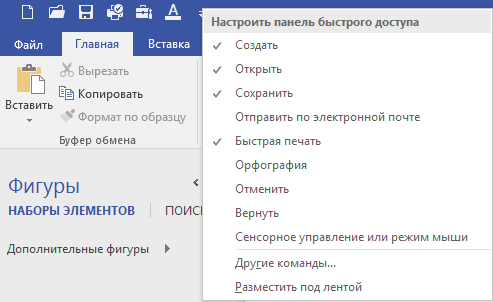 Настроить панель быстрого доступа
Файл
Главная
Вставка
Создать
Открыть
Сохранить
Отправить по электронной почте
Быстрая печать
Орфография
Отменить
Вернуть
Сенсорное управление или режим мыши
Другие команды...
Разместить под лентой
Вставить
Вырезать
Копировать
Формат по образцу
Буфер обмена
Фигуры
НАБОРЫ ЭЛЕМЕНТОВ
ПОИС
Дополнительные фигуры